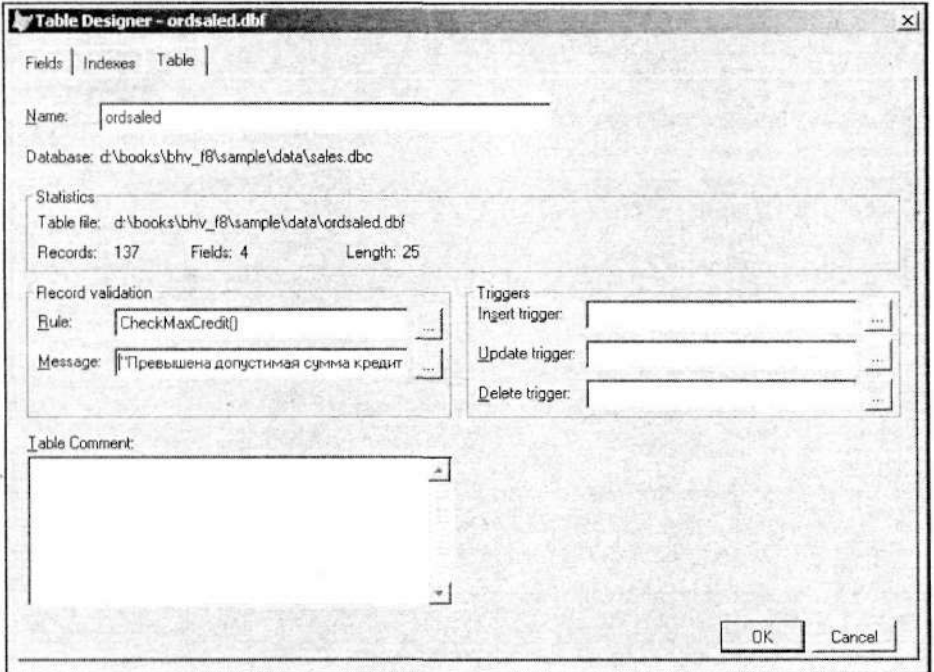 Table Designer - ordsaled.dbf
Fields Indexes Table
Name: ordsaled
Database: d:\books\bhv_f8\sample\data\sales.dbc
Statistics
Table file: d:\books\bhv_f8\sample\data\ordsaled.dbf
Records: 137 Fields: 4 Length: 25
Record validation
Rule: CheckMaxCredit() ...
Message: "Превышена допустимая сумма кредит ...
Triggers
Insert trigger: ...
Update trigger: ...
Delete trigger: ...
Table Comment:
OK Cancel